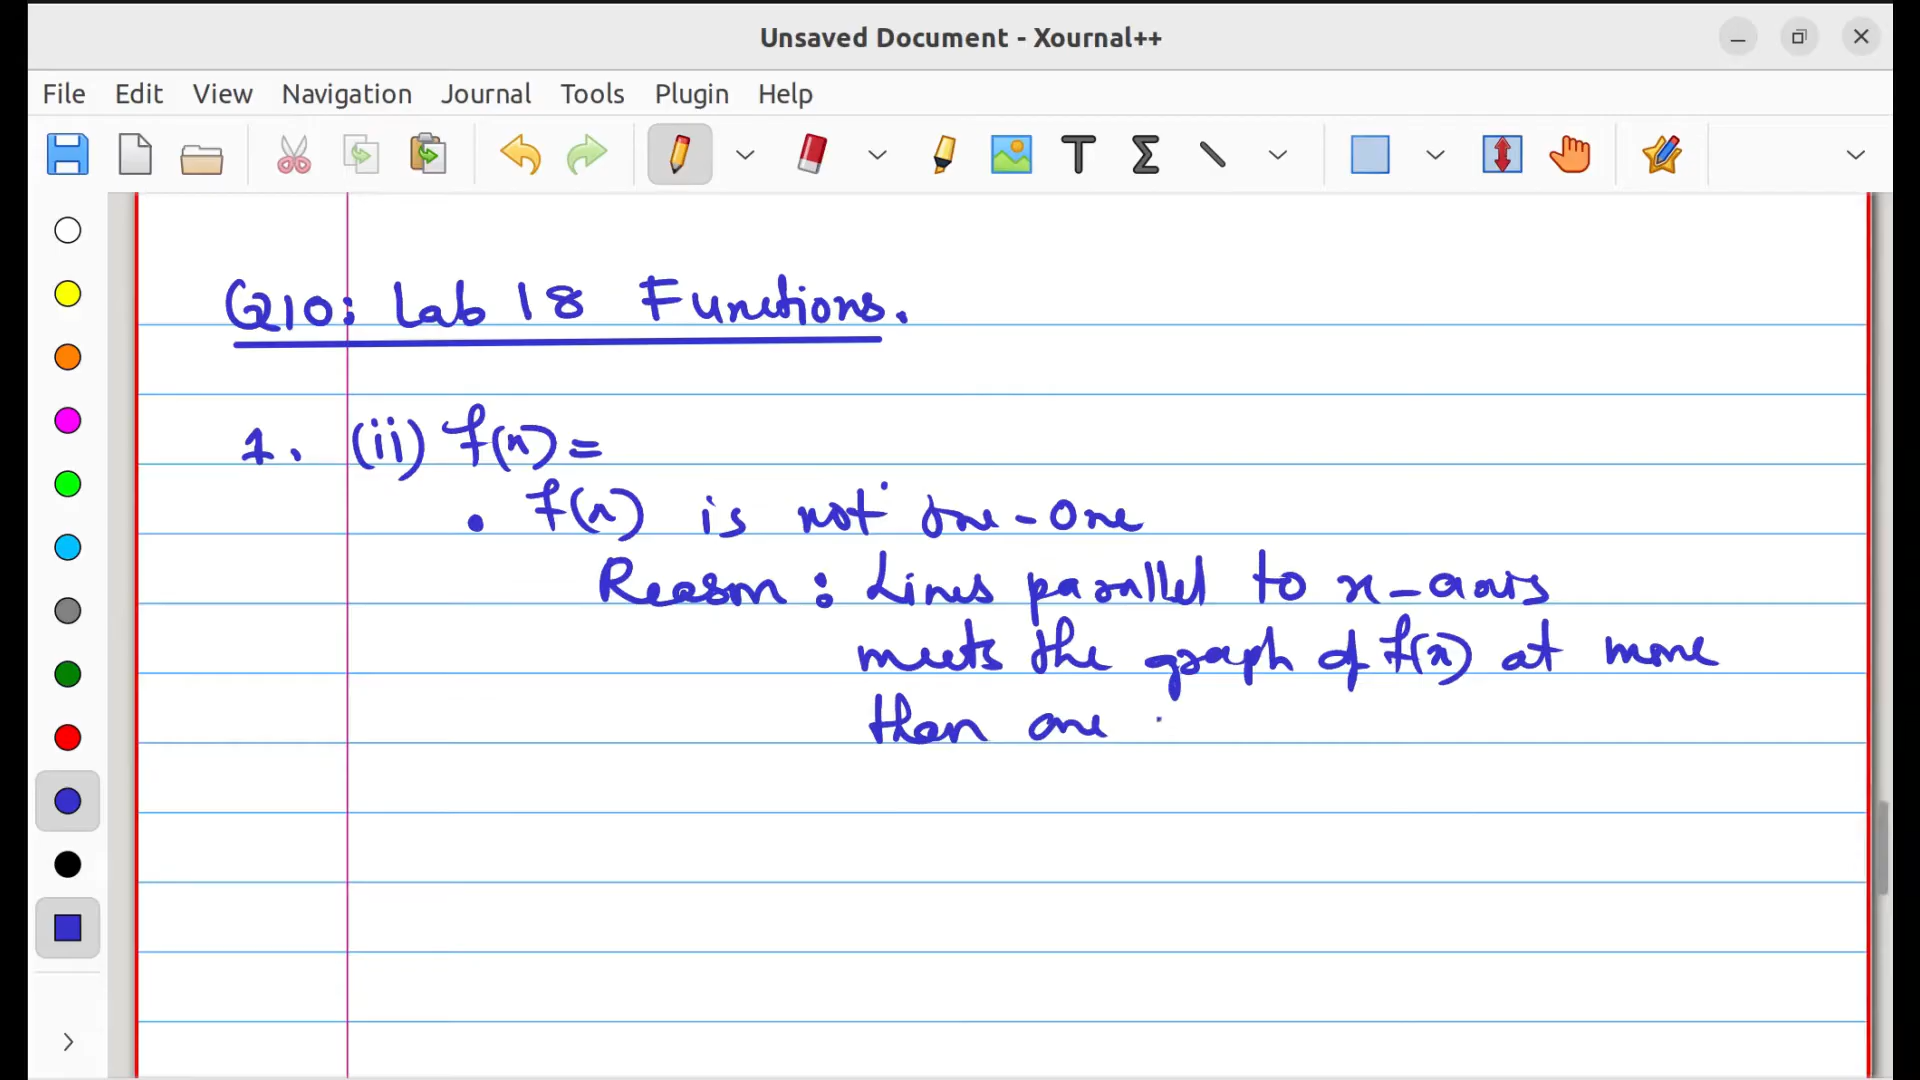 Unsaved Document - Xournal++
File Edit View Navigation Journal Tools Plugin Help
Q10: Lab 18 Functions.
1. (ii) f(x) =
• f(x) is not one-one
Reason: Lines parallel to x-axis
meets the graph of f(x) at more
than one